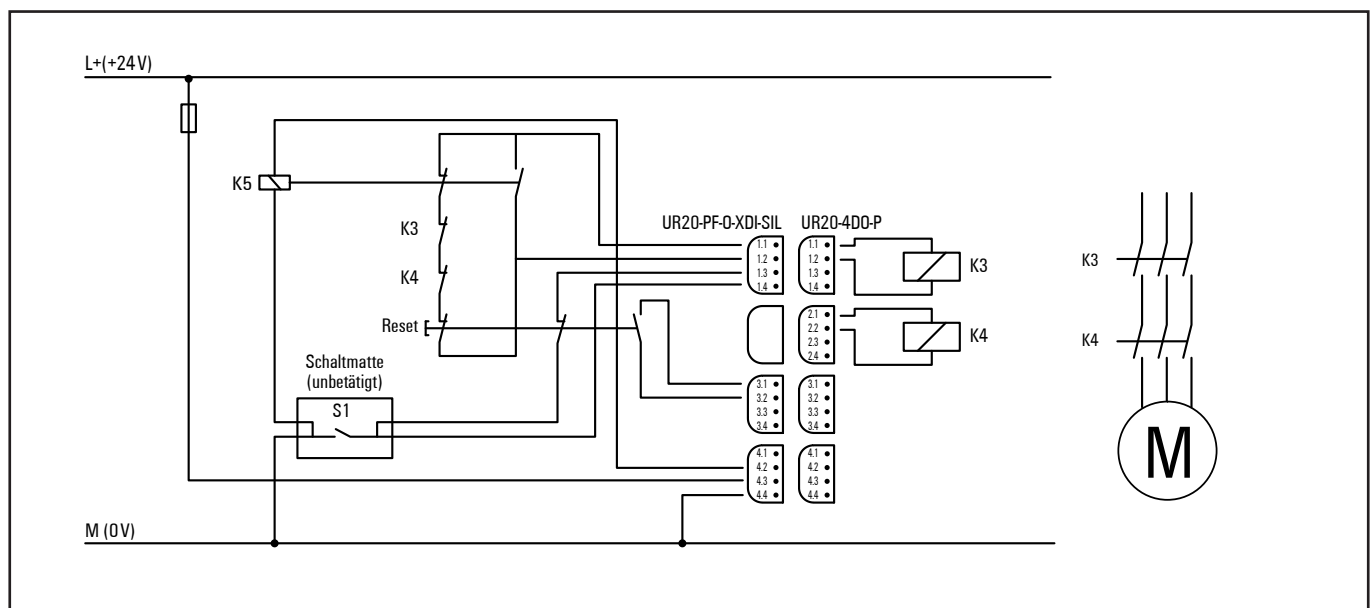 L+(+24 V)
K5
K3
K4
Reset
Schaltmatte
(unbetätigt)
S1
M (0 V)
UR20-PF-O-XDI-SIL
1.1
1.2
1.3
1.4
3.1
3.2
3.3
3.4
4.1
4.2
4.3
4.4
UR20-4DO-P
1.1
1.2
1.3
1.4
2.1
2.2
2.3
2.4
3.1
3.2
3.3
3.4
4.1
4.2
4.3
4.4
K3
K4
K3
K4
M